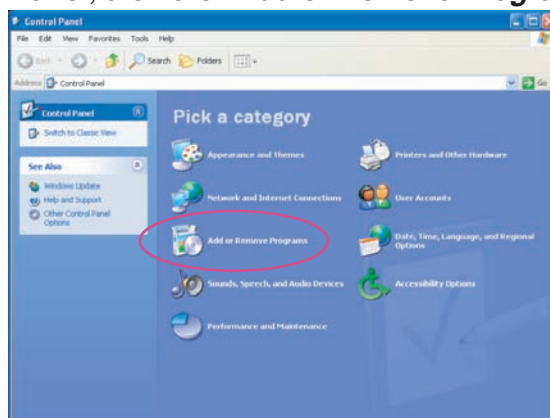 Control Panel
File Edit View Favorites Tools Help
Back Search Folders
Address Control Panel Go
Control Panel
Switch to Classic View
See Also
Windows Update
Help and Support
Other Control Panel
Options
Pick a category
Appearance and Themes
Printers and Other Hardware
Network and Internet Connections
User Accounts
Add or Remove Programs
Date, Time, Language, and Regional
Options
Sounds, Speech, and Audio Devices
Accessibility Options
Performance and Maintenance